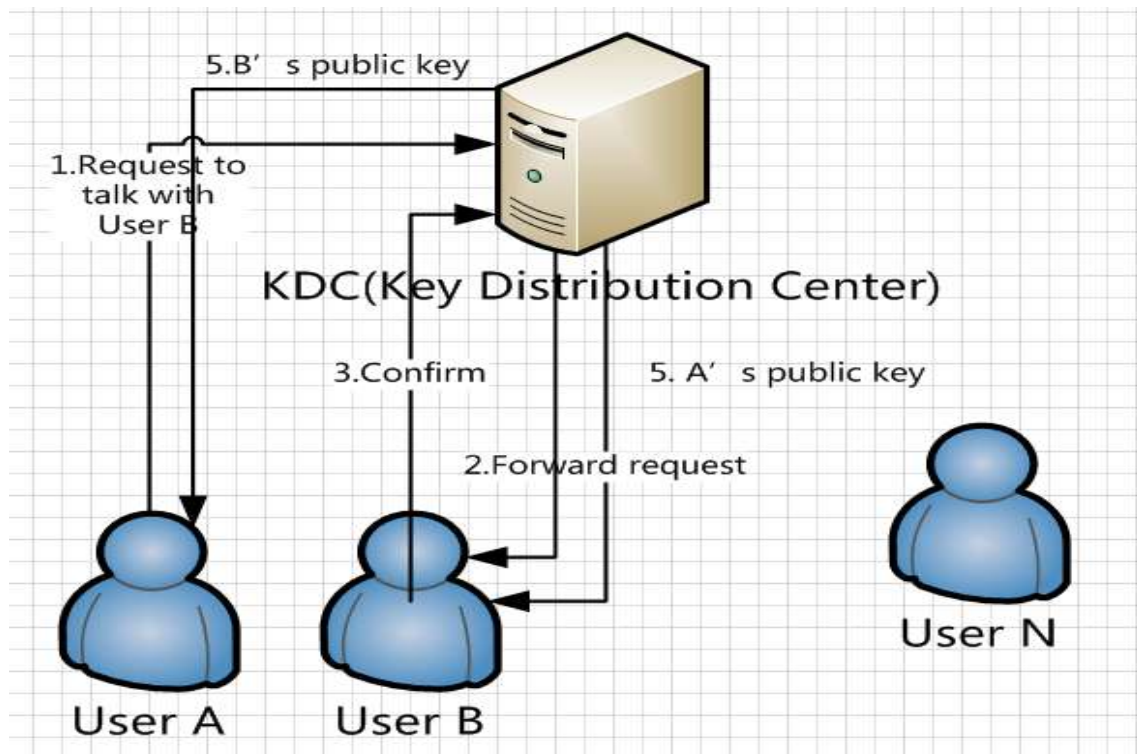 5.B’ s public key
1.Request to
talk with
User B
KDC(Key Distribution Center)
3.Confirm
5. A’ s public key
2.Forward request
User N
User A
User B